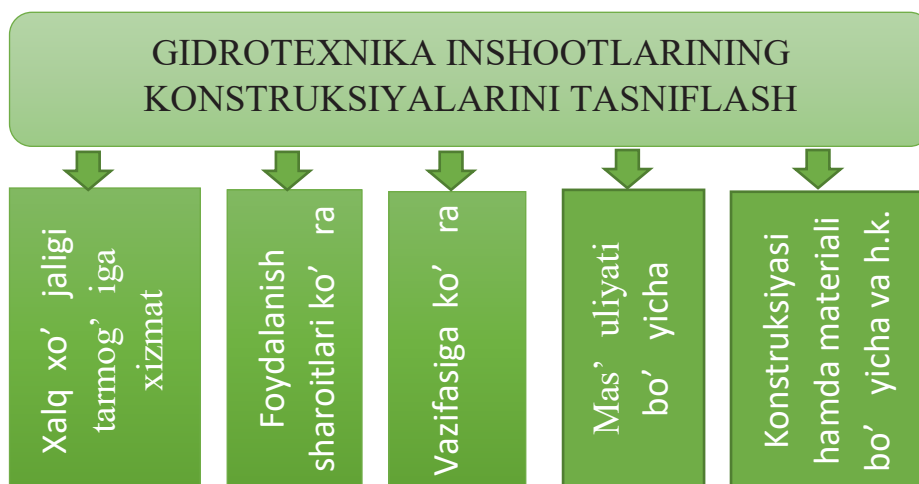 GIDROTEXNIKA INSHOOTLARINING
KONSTRUKSIYALARINI TASNIFLASH
Xalq xo’ jaligi
tarmog’ iga
xizmat
Foydalanish
sharoitlari ko’ ra
Vazifasiga ko’ ra
Mas’ uliyati
bo’ yicha
Konstruksiyasi
hamda materiali
bo’ yicha va h.k.